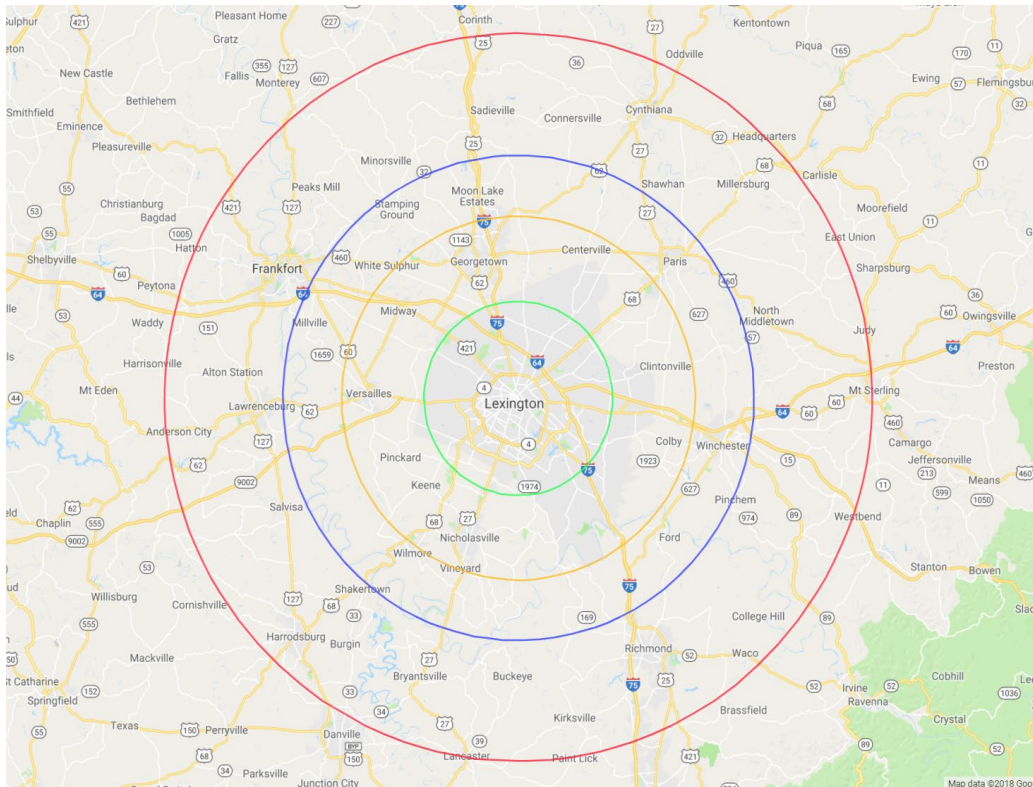 Sulphur
421
Pleasant Home
227
75
Corinth
27
Kentontown
Gratz
25
Oddville
Piqua
165
11
170
355
127
36
New Castle
Fallis
Monterey
607
Ewing
57
Flemingsbu
Smithfield
Bethlehem
Sadieville
Connersville
Cynthiana
68
32
11
Eminence
32
Headquarters
Pleasureville
25
Minorsville
62
68
11
55
Peaks Mill
32
Shawhan
Millersburg
Carlisle
Christianburg
Moon Lake
Estates
53
421
127
Stamping
Ground
27
Moorefield
Bagdad
75
11
55
1005
1143
Centerville
East Union
Hatton
460
White Sulphur
Georgetown
Paris
Shelbyville
60
Frankfort
62
460
Sharpsburg
Peytona
64
64
68
36
Waddy
Millville
Midway
75
627
North
Middletown
60
Owingsville
53
151
421
57
Judy
1659
60
64
64
Harrisonville
Clintonville
Preston
Alton Station
4
Mt Eden
Versailles
Mt Sterling
44
Lawrenceburg
62
Lexington
64
60
60
Anderson City
460
127
4
Colby
Winchester
Camargo
62
Pinckard
1923
15
Jeffersonville
75
213
460
9002
Keene
1974
627
11
Means
599
1050
62
Salvisa
Pinchem
Chaplin
555
68
27
974
89
Westbend
9002
Nicholasville
Ford
Wilmore
Stanton
53
Vineyard
Bowen
Willisburg
Shakertown
75
Cornishville
127
68
33
169
College Hill
555
89
Harrodsburg
Burgin
Richmond
52
Waco
Mackville
27
Cobhill
St Catharine
Bryantsville
Buckeye
75
52
52
Irvine
152
33
25
Ravenna
1036
Springfield
34
Brassfield
Texas
150
Perryville
27
Kirksville
Crystal
55
Danville
39
89
52
68
BYP
150
Lancaster
Paint Lick
421
34
Parksville
Junction City
Map data ©2018 Goo